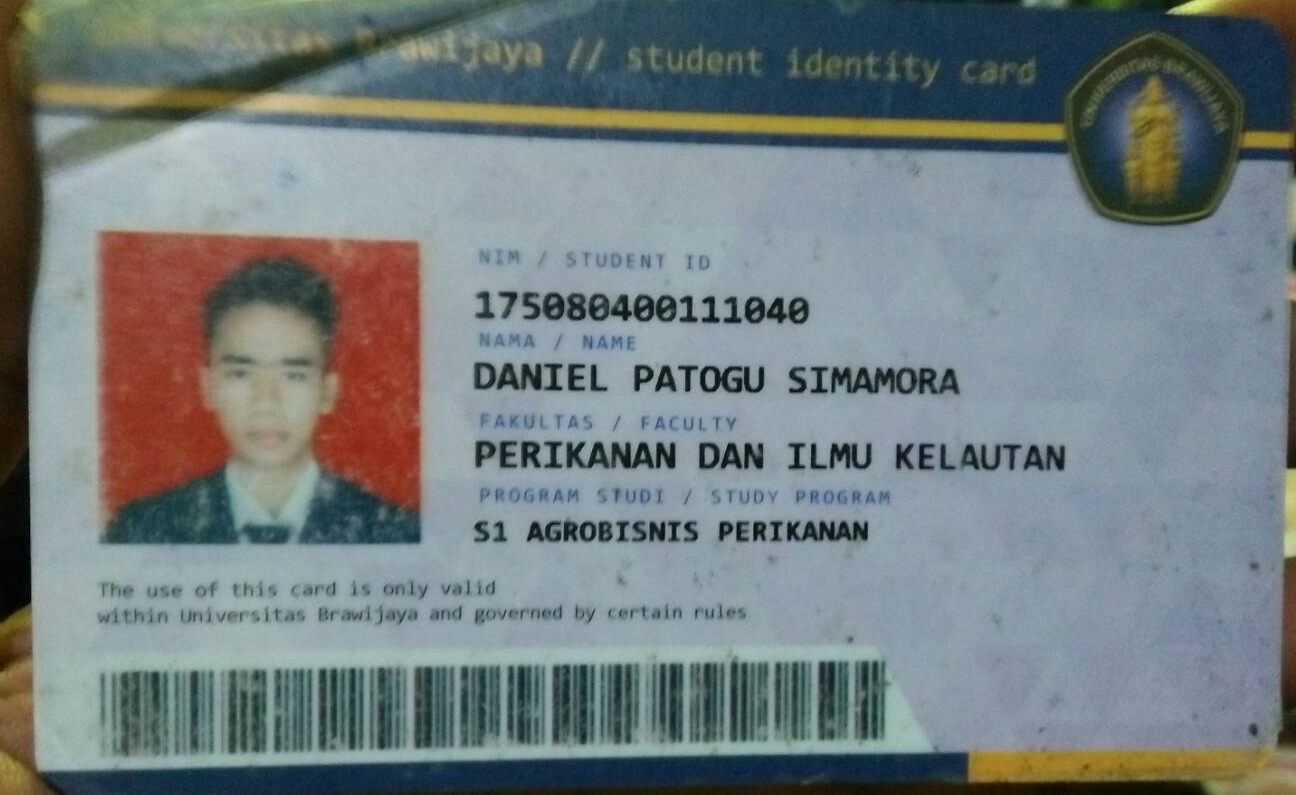 Universitas Brawijaya // student identity card
UNIVERSITAS BRAWIJAYA
NIM / STUDENT ID
175080400111040
NAMA / NAME
DANIEL PATOGU SIMAMORA
FAKULTAS / FACULTY
PERIKANAN DAN ILMU KELAUTAN
PROGRAM STUDI / STUDY PROGRAM
S1 AGROBISNIS PERIKANAN
The use of this card is only valid
within Universitas Brawijaya and governed by certain rules